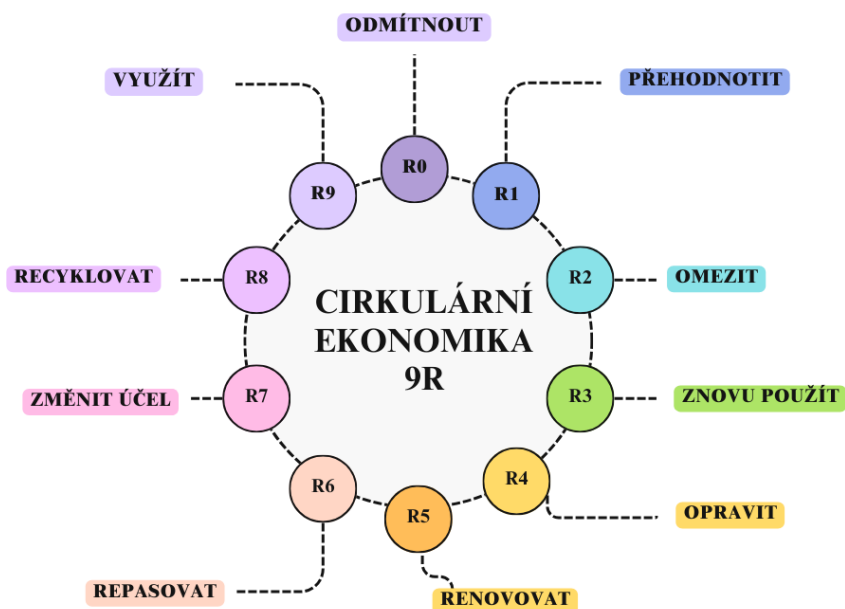 ODMÍTNOUT
VYUŽÍT
PŘEHODNOTIT
R0
R9
R1
RECYKLOVAT
R8
R2
OMEZIT
CIRKULÁRNÍ
EKONOMIKA
9R
ZMĚNIT ÚČEL
R7
R3
ZNOVU POUŽÍT
R6
R4
R5
OPRAVIT
REPASOVAT
RENOVOVAT